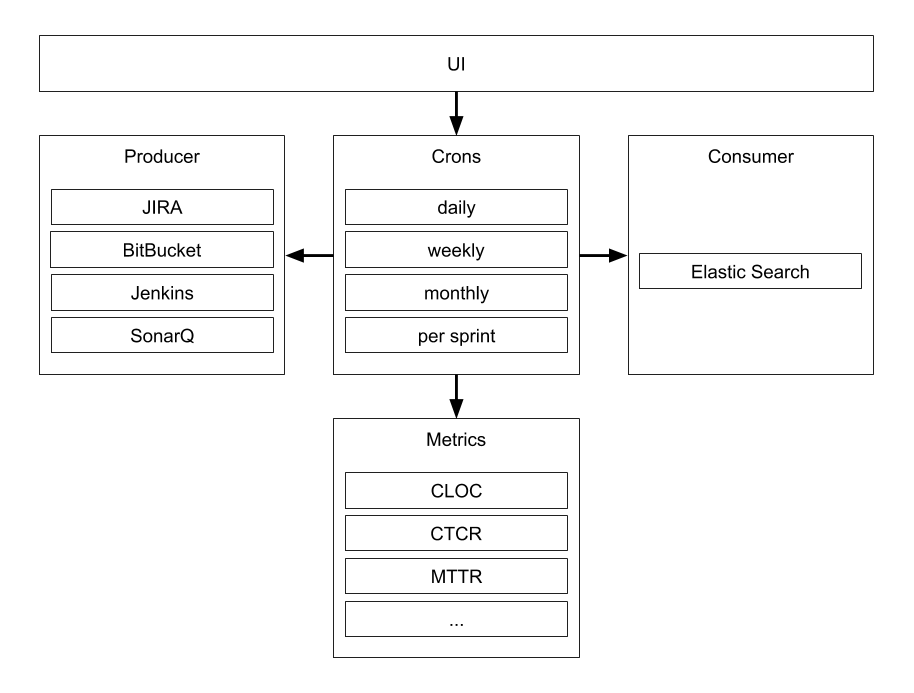 UI
Producer
JIRA
BitBucket
Jenkins
SonarQ
Crons
daily
weekly
monthly
per sprint
Consumer
Elastic Search
Metrics
CLOC
CTCR
MTTR
...